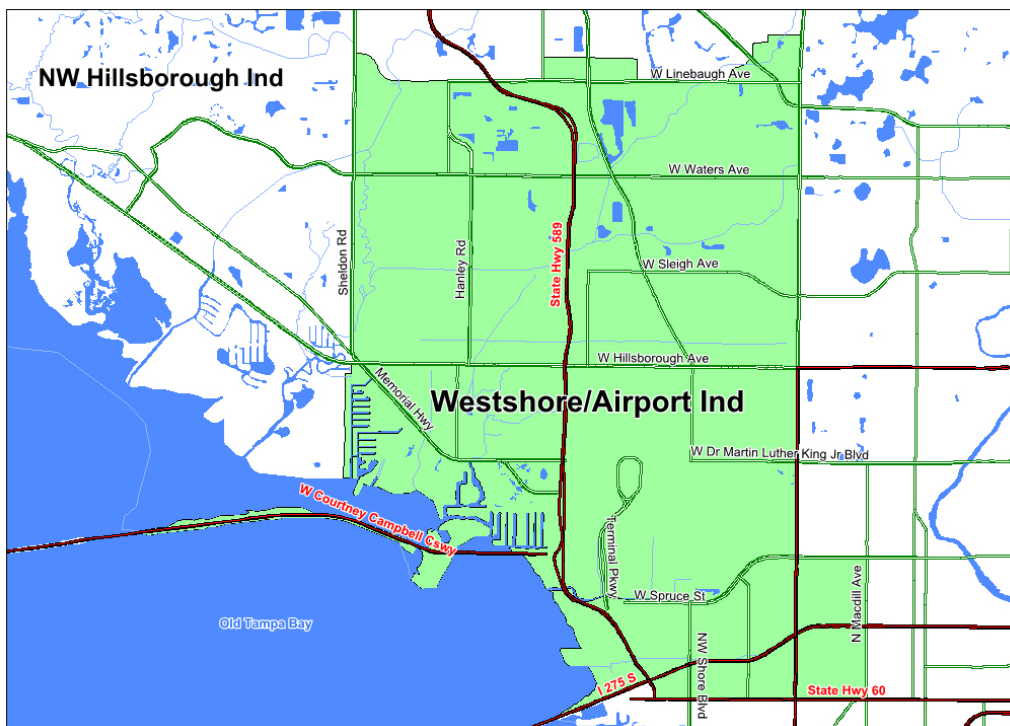 NW Hillsborough Ind
W Linebaugh Ave
W Waters Ave
Sheldon Rd
Hanley Rd
State Hwy 589
W Sleigh Ave
W Hillsborough Ave
Memorial Hwy
Westshore/Airport Ind
W Dr Martin Luther King Jr Blvd
W Courtney Campbell Cswy
Terminal Pkwy
W Spruce St
N Macdill Ave
Old Tampa Bay
NW Shore Blvd
I 275 S
State Hwy 60